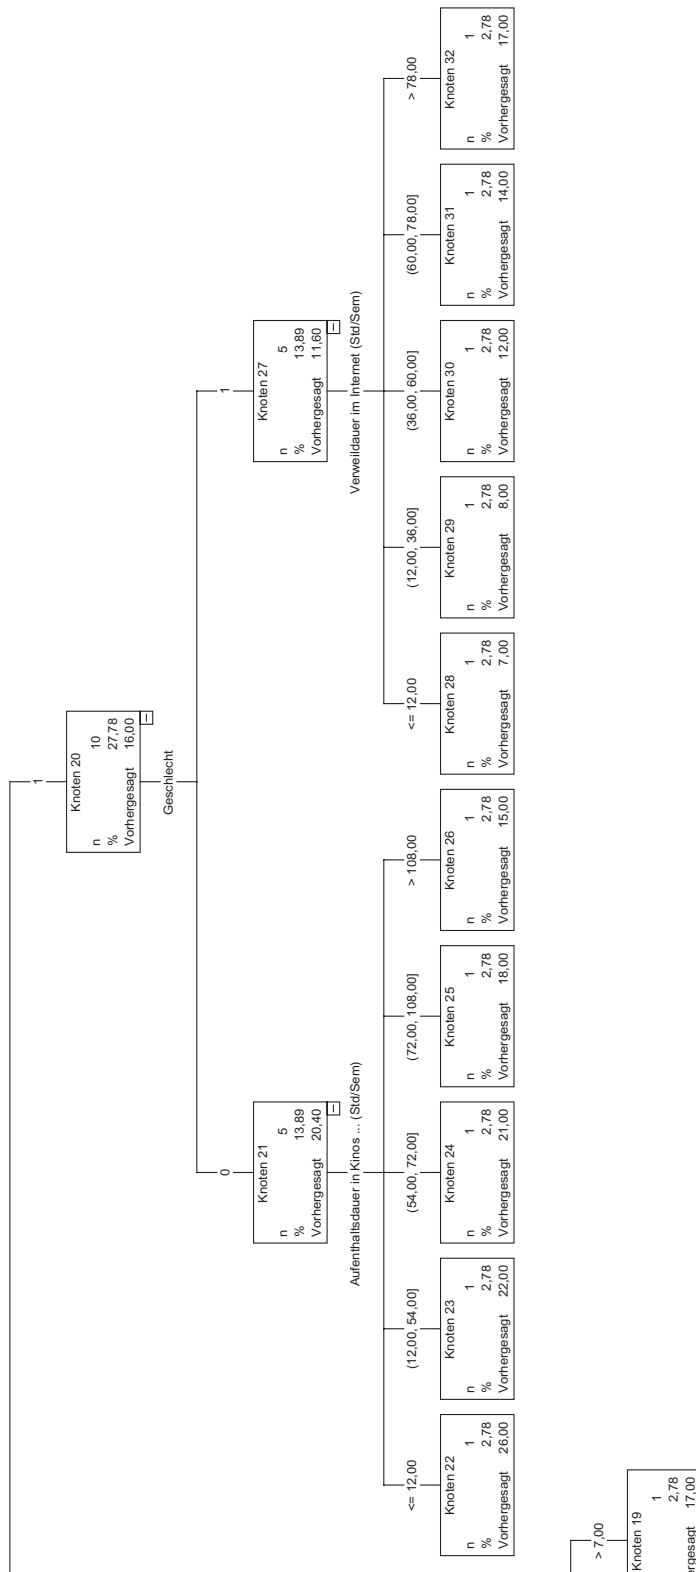 1
Knoten 20
n 10
% 27,78
Vorhergesagt 16,00
Geschlecht
0
1
Knoten 21
n 5
% 13,89
Vorhergesagt 20,40
Knoten 27
n 5
% 13,89
Vorhergesagt 11,60
Aufenthaltsdauer in Kinos ... (Std/Sem)
Verweildauer im Internet (Std/Sem)
<= 12,00
(12,00, 54,00]
(54,00, 72,00]
(72,00, 108,00]
> 108,00
<= 12,00
(12,00, 36,00]
(36,00, 60,00]
(60,00, 78,00]
> 78,00
Knoten 22
n 1
% 2,78
Vorhergesagt 26,00
Knoten 23
n 1
% 2,78
Vorhergesagt 22,00
Knoten 24
n 1
% 2,78
Vorhergesagt 21,00
Knoten 25
n 1
% 2,78
Vorhergesagt 18,00
Knoten 26
n 1
% 2,78
Vorhergesagt 15,00
Knoten 28
n 1
% 2,78
Vorhergesagt 7,00
Knoten 29
n 1
% 2,78
Vorhergesagt 8,00
Knoten 30
n 1
% 2,78
Vorhergesagt 12,00
Knoten 31
n 1
% 2,78
Vorhergesagt 14,00
Knoten 32
n 1
% 2,78
Vorhergesagt 17,00
> 7,00
Knoten 19
1
2,78
ergesagt 17,00